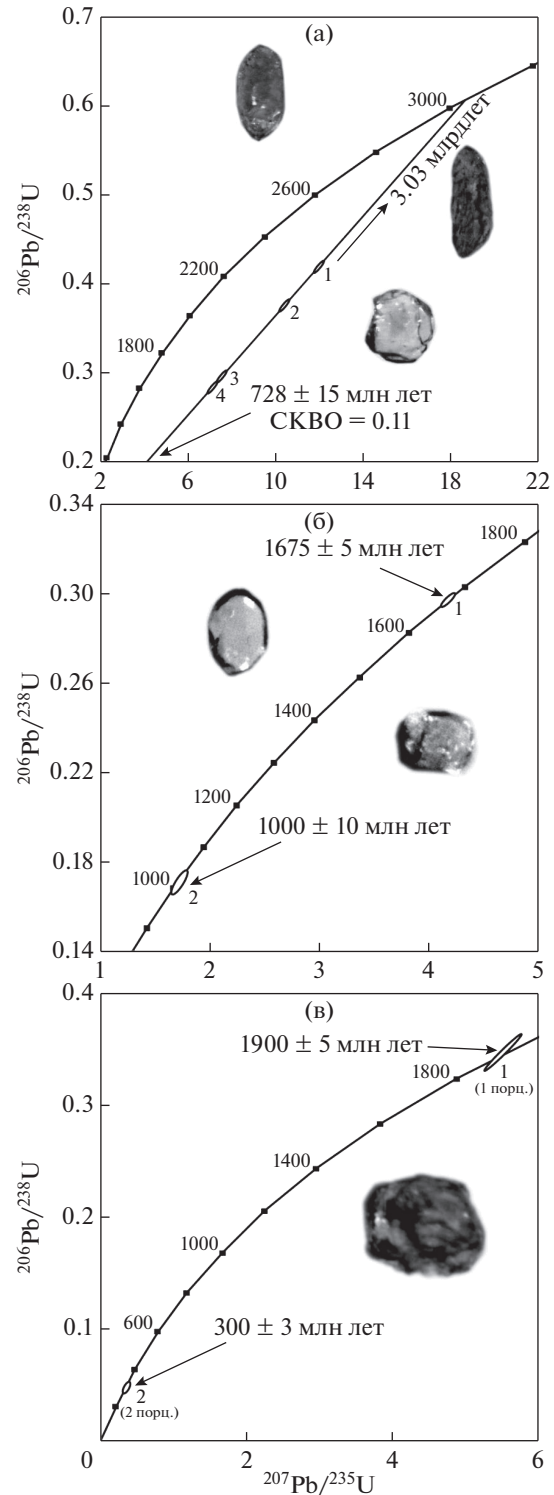 (а)
0.7
0.6
0.5
0.4
0.3
0.2
²⁰⁶Pb/²³⁸U
3000
2600
2200
1800
3.03 млрдлет
1
2
3
4
728 ± 15 млн лет
СКВО = 0.11
2 6 10 14 18 22
(б)
0.34
0.30
0.26
0.22
0.18
0.14
²⁰⁶Pb/²³⁸U
1675 ± 5 млн лет
1800
1
1600
1400
1200
1000 ± 10 млн лет
1000
2
1 2 3 4 5
(в)
0.4
0.3
0.2
0.1
²⁰⁶Pb/²³⁸U
1900 ± 5 млн лет
1800
1
(1 порц.)
1400
1000
600
300 ± 3 млн лет
2
(2 порц.)
0 2 4 6
²⁰⁷Pb/²³⁵U